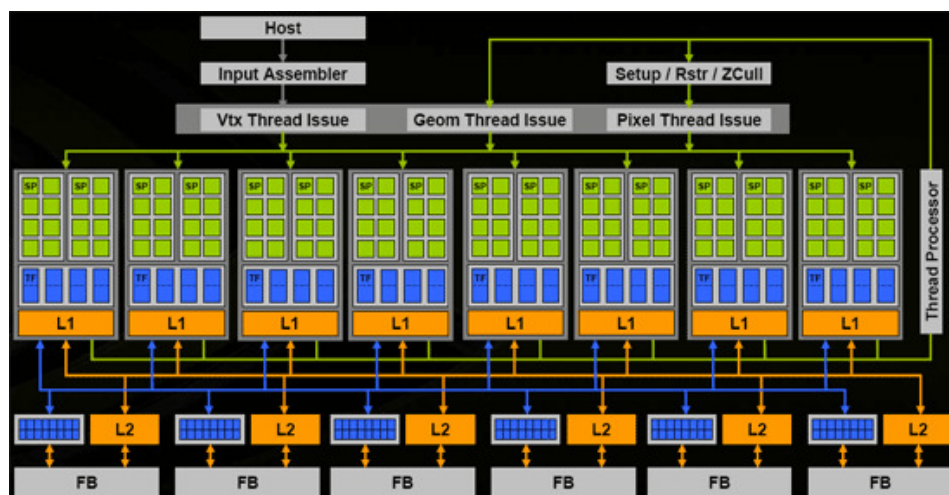 Host
Input Assembler
Setup / Rstr / ZCull
Vtx Thread Issue
Geom Thread Issue
Pixel Thread Issue
SP SP SP SP SP SP SP SP SP SP SP SP SP SP SP SP
Thread Processor
TF TF TF TF TF TF TF TF
L1 L1 L1 L1 L1 L1 L1 L1
L2 L2 L2 L2 L2 L2
FB FB FB FB FB FB